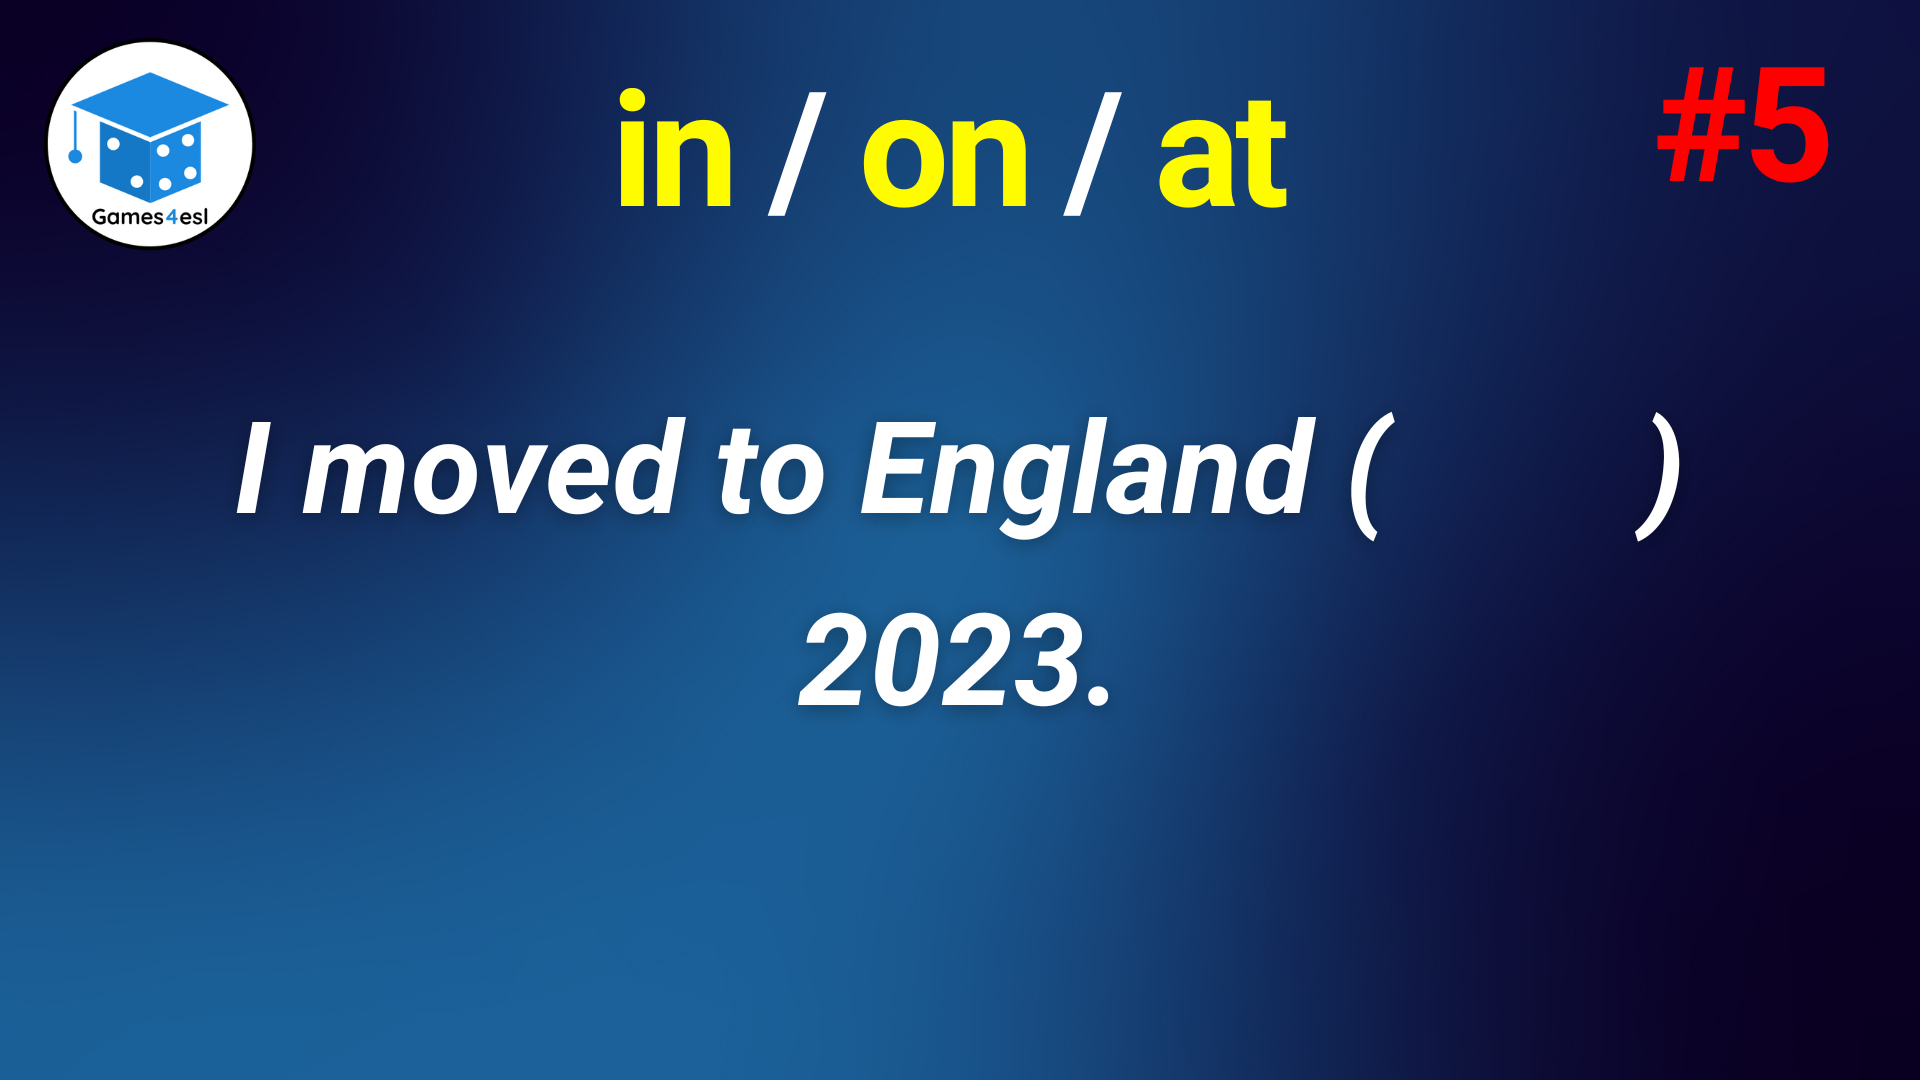 Games4esl
in / on / at
#5
I moved to England ( )
2023.